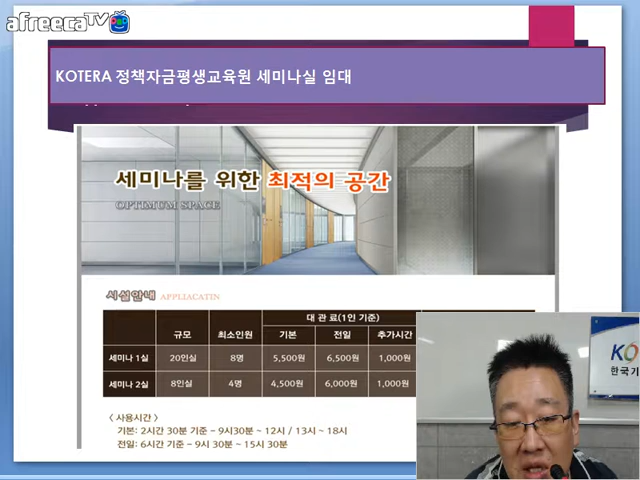 afreecaTV
KOTERA 정책자금평생교육원 세미나실 임대
세미나를 위한 최적의 공간
OPTIMUM SPACE
시설안내 APPLIACATIN
대 관 료(1인 기준)
규모 최소인원 기본 전일 추가시간
세미나 1실 20인실 8명 5,500원 6,500원 1,000원
세미나 2실 8인실 4명 4,500원 6,000원 1,000원
< 사용시간 >
기본: 2시간 30분 기준 – 9시30분 ~ 12시 / 13시 ~ 18시
전일: 6시간 기준 – 9시 30분 ~ 15시 30분
KO
한국기